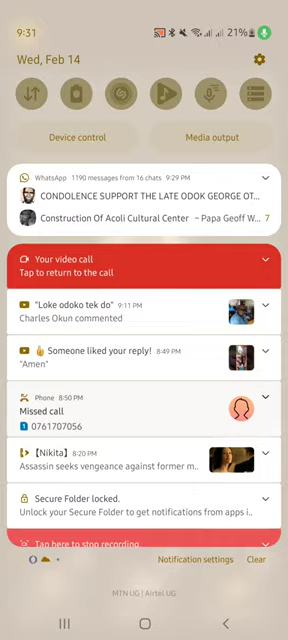 9:31
21%
Wed, Feb 14
Device control
Media output
WhatsApp 1190 messages from 16 chats 9:29 PM
CONDOLENCE SUPPORT THE LATE ODOK GEORGE OT...
Construction Of Acoli Cultural Center ~ Papa Geoff W... 7
Your video call
Tap to return to the call
"Loke odoko tek do" 9:11 PM
Charles Okun commented
👍 Someone liked your reply! 8:49 PM
"Amen"
Phone 8:50 PM
Missed call
1 0761707056
【Nikita】 8:20 PM
Assassin seeks vengeance against former m...
Secure Folder locked.
Unlock your Secure Folder to get notifications from apps i...
Tap here to stop recording
Notification settings
Clear
MTN UG | Airtel UG